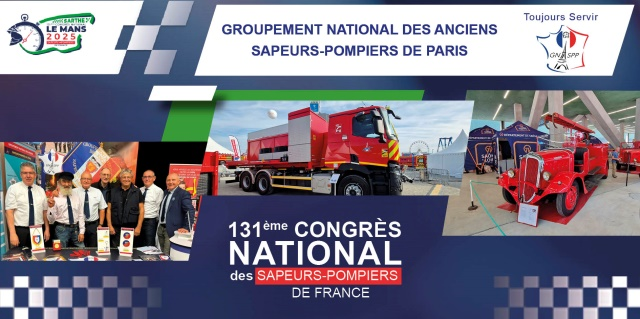 SARTHE
LE MANS
2025
GROUPEMENT NATIONAL DES ANCIENS
SAPEURS-POMPIERS DE PARIS
Toujours Servir
GNASPP
131ème CONGRÈS
NATIONAL
des SAPEURS-POMPIERS
DE FRANCE